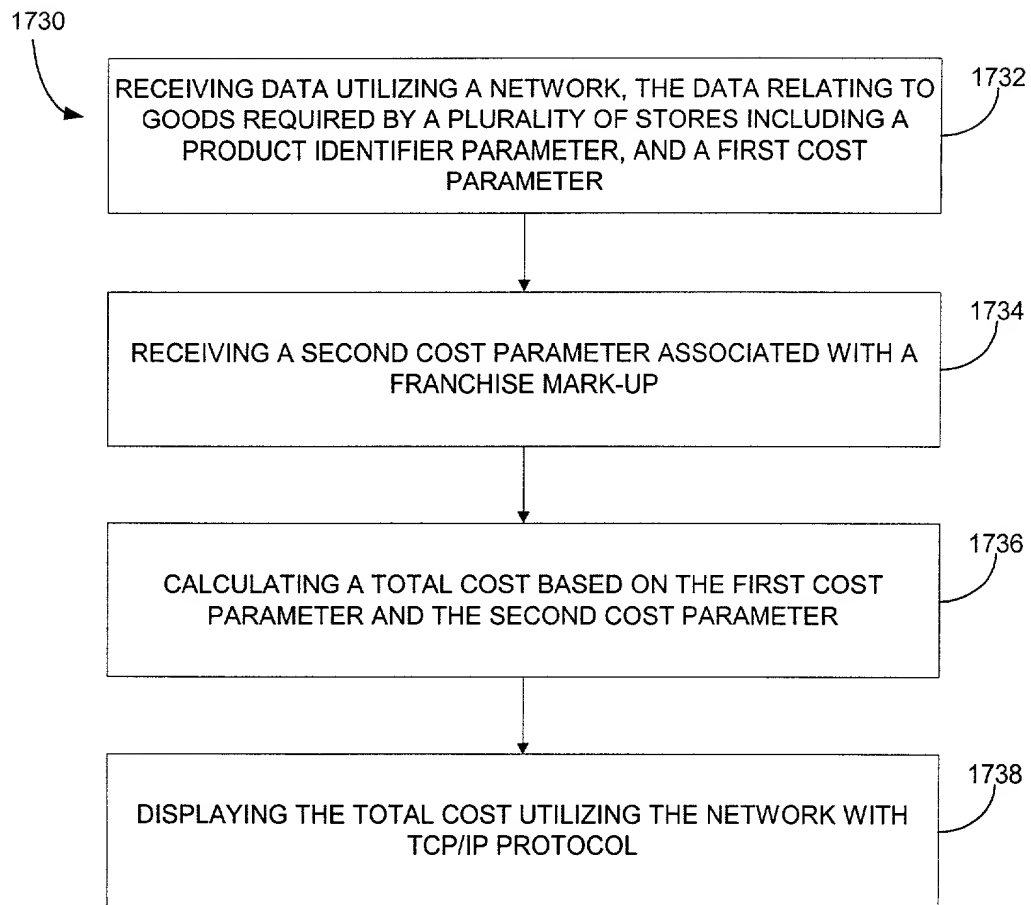 1730
1732
RECEIVING DATA UTILIZING A NETWORK, THE DATA RELATING TO
GOODS REQUIRED BY A PLURALITY OF STORES INCLUDING A
PRODUCT IDENTIFIER PARAMETER, AND A FIRST COST
PARAMETER
1734
RECEIVING A SECOND COST PARAMETER ASSOCIATED WITH A
FRANCHISE MARK-UP
1736
CALCULATING A TOTAL COST BASED ON THE FIRST COST
PARAMETER AND THE SECOND COST PARAMETER
1738
DISPLAYING THE TOTAL COST UTILIZING THE NETWORK WITH
TCP/IP PROTOCOL